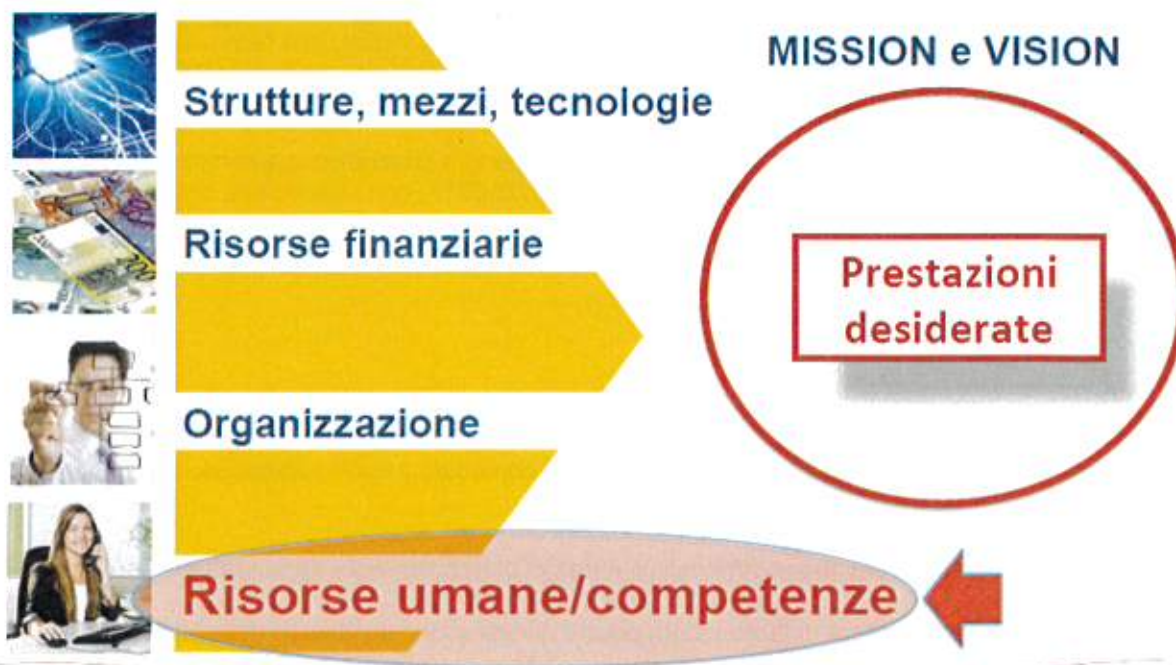 MISSION e VISION
Strutture, mezzi, tecnologie
Risorse finanziarie
Prestazioni
desiderate
Organizzazione
Risorse umane/competenze